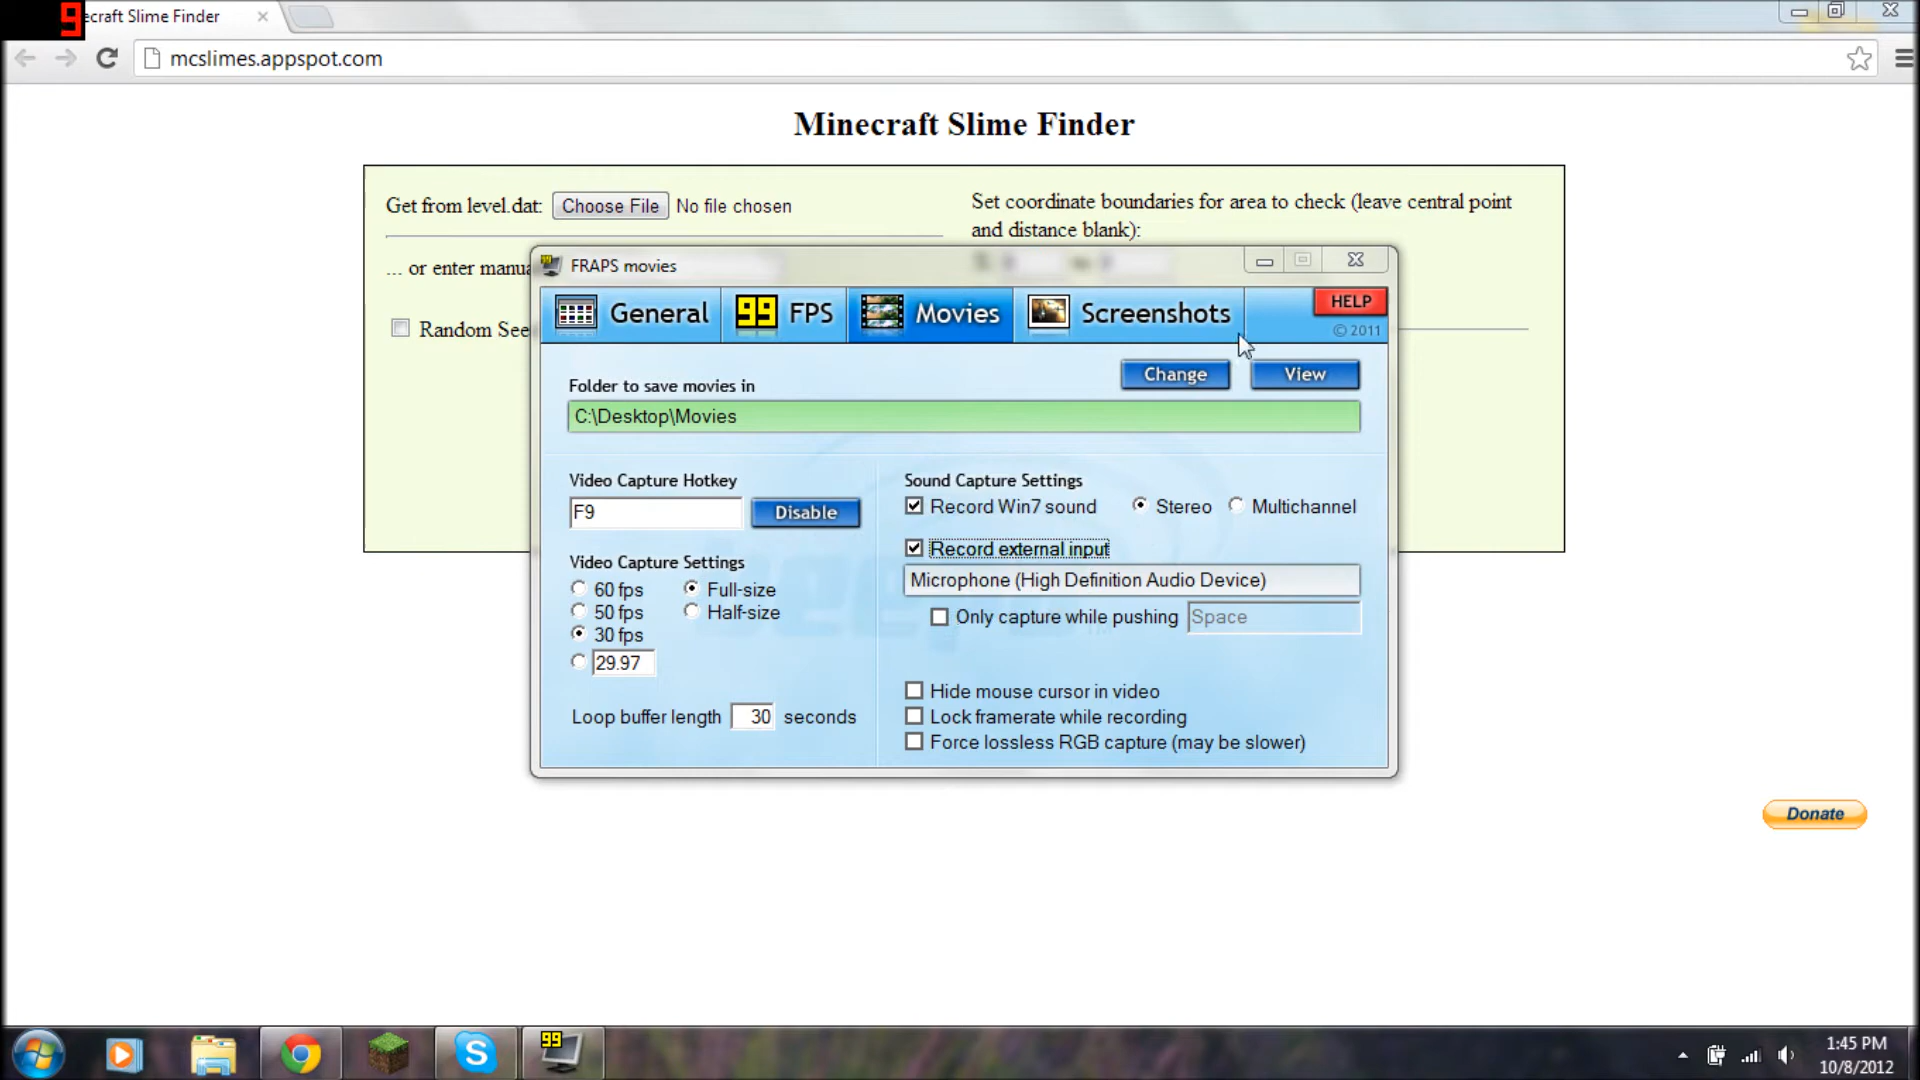 9
ecraft Slime Finder
mcslimes.appspot.com
Minecraft Slime Finder
Get from level.dat: Choose File No file chosen
Set coordinate boundaries for area to check (leave central point
and distance blank):
... or enter manua
Random See
FRAPS movies
General
99 FPS
Movies
Screenshots
HELP
© 2011
Folder to save movies in
Change
View
C:\Desktop\Movies
Video Capture Hotkey
F9
Disable
Video Capture Settings
60 fps
50 fps
30 fps
29.97
Full-size
Half-size
Loop buffer length 30 seconds
Sound Capture Settings
Record Win7 sound
Stereo
Multichannel
Record external input
Microphone (High Definition Audio Device)
Only capture while pushing Space
Hide mouse cursor in video
Lock framerate while recording
Force lossless RGB capture (may be slower)
Donate
99
1:45 PM
10/8/2012